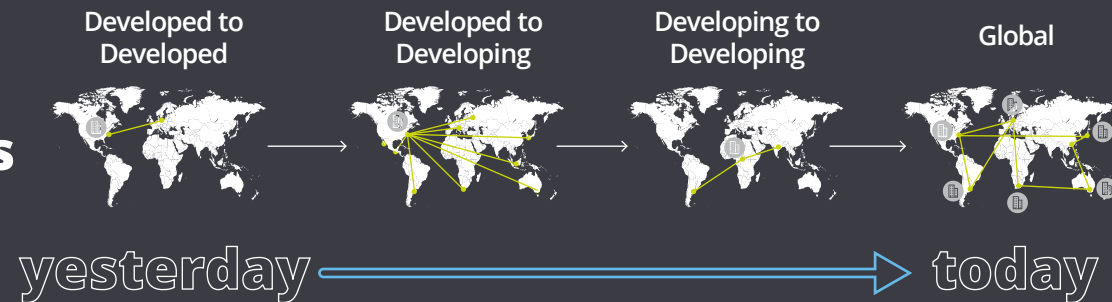 Developed to
Developed
Developed to
Developing
Developing to
Developing
Global
s
yesterday
today